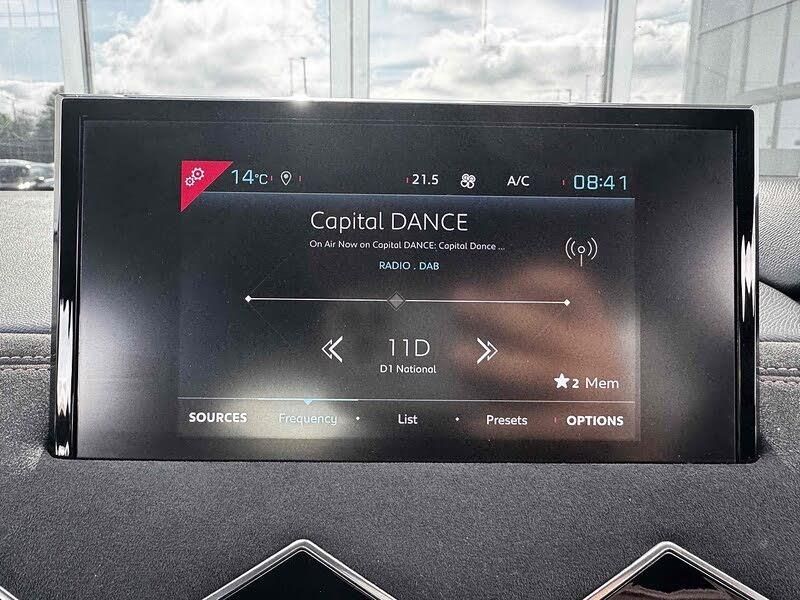 14°C 21.5 A/C 08:41
Capital DANCE
On Air Now on Capital DANCE: Capital Dance ...
RADIO . DAB
11D
D1 National
2 Mem
SOURCES Frequency • List • Presets OPTIONS